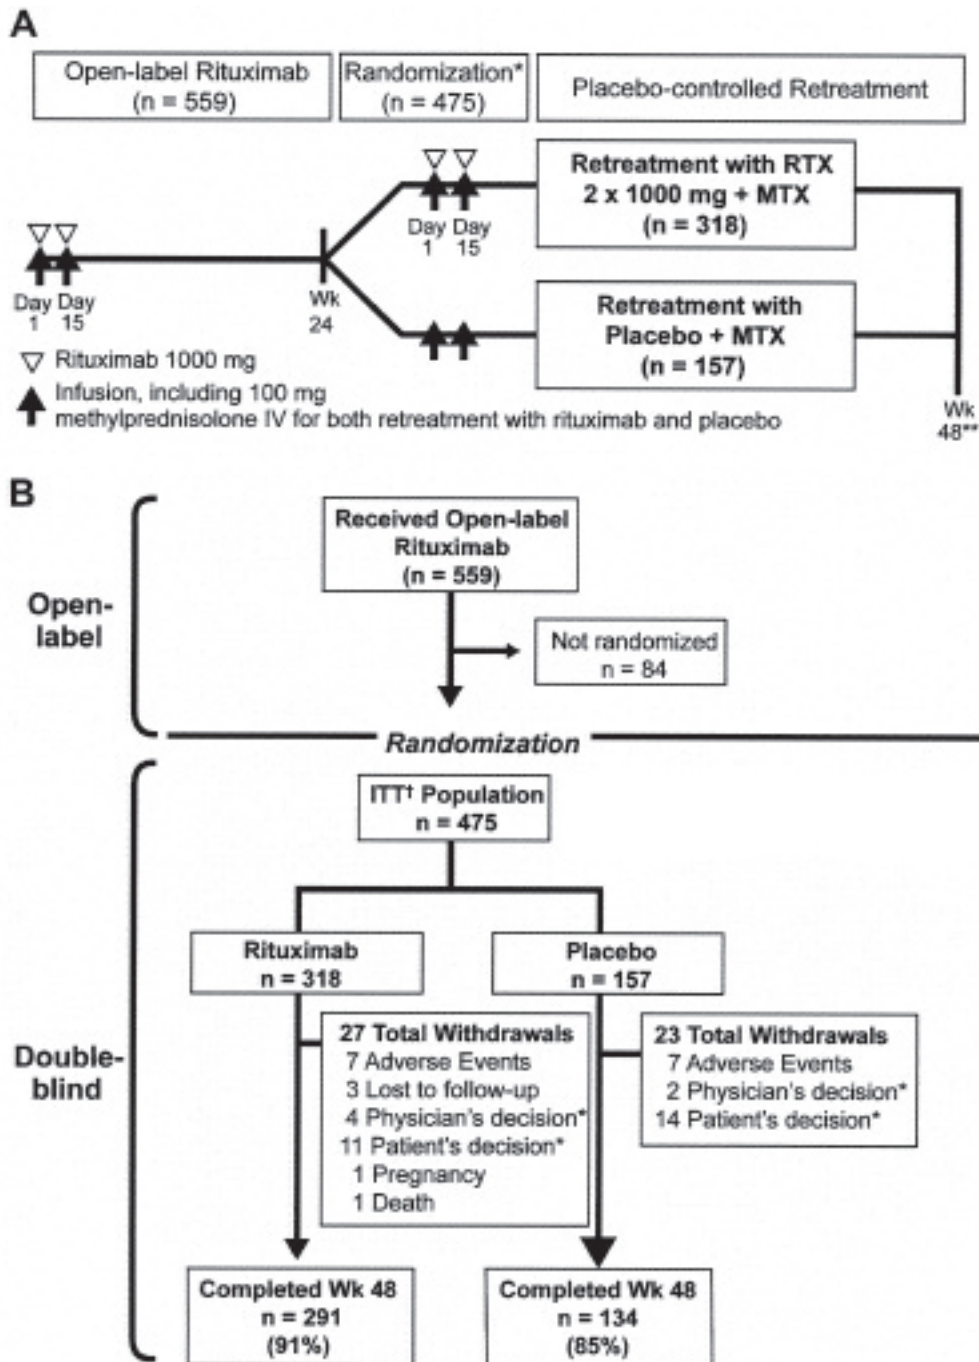 A
Open-label Rituximab
(n = 559)
Randomization*
(n = 475)
Placebo-controlled Retreatment
Day
1
Day
15
Wk
24
Day
1
Day
15
Retreatment with RTX
2 x 1000 mg + MTX
(n = 318)
Retreatment with
Placebo + MTX
(n = 157)
Wk
48**
▽ Rituximab 1000 mg
Infusion, including 100 mg
methylprednisolone IV for both retreatment with rituximab and placebo
B
Open-
label
Received Open-label
Rituximab
(n = 559)
Not randomized
n = 84
Randomization
Double-
blind
ITT† Population
n = 475
Rituximab
n = 318
Placebo
n = 157
27 Total Withdrawals
7 Adverse Events
3 Lost to follow-up
4 Physician's decision*
11 Patient's decision*
1 Pregnancy
1 Death
23 Total Withdrawals
7 Adverse Events
2 Physician's decision*
14 Patient's decision*
Completed Wk 48
n = 291
(91%)
Completed Wk 48
n = 134
(85%)